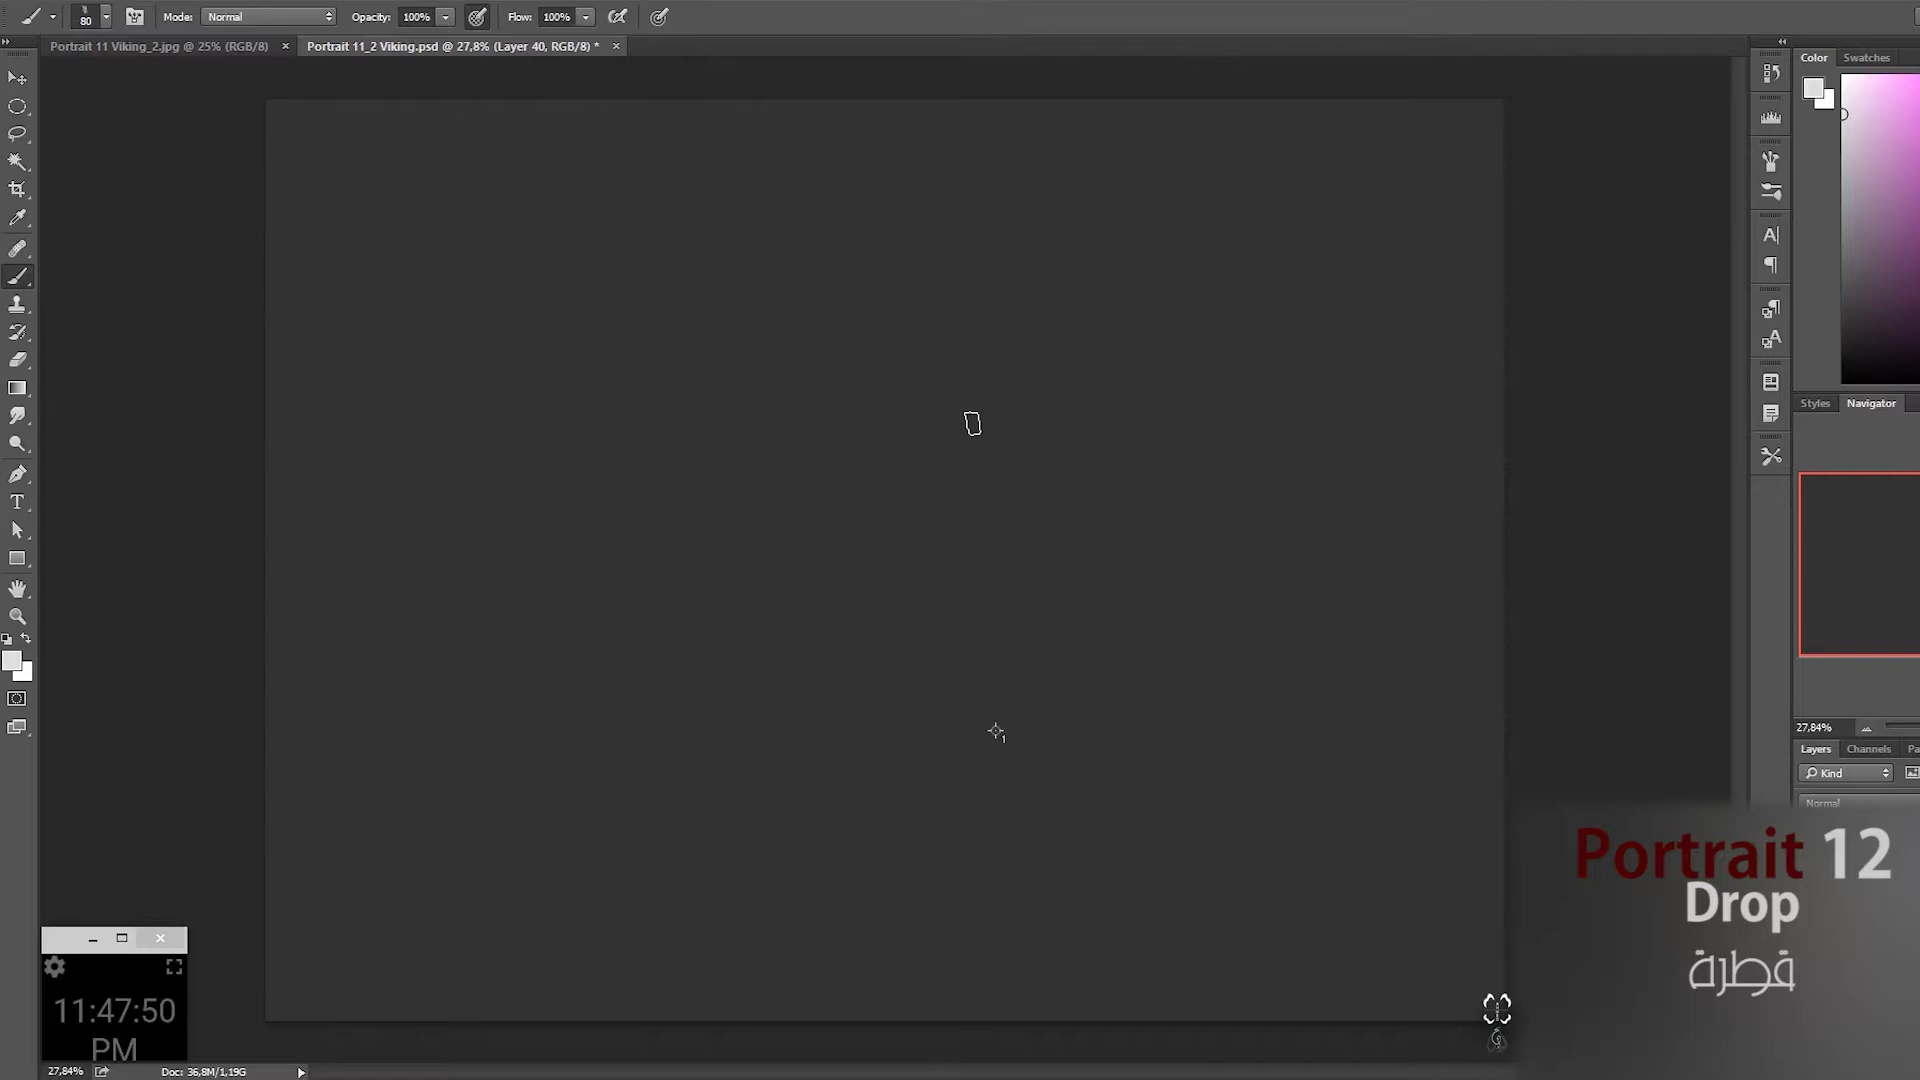 80
Mode: Normal Opacity: 100% Flow: 100%
Portrait 11 Viking_2.jpg @ 25% (RGB/8) × Portrait 11_2 Viking.psd @ 27,8% (Layer 40, RGB/8) * ×
Color Swatches
Styles Navigator
27,84%
Layers Channels Pa
Kind
Normal
Portrait 12
Drop
قطرة
11:47:50
PM
27,84% Doc: 36,8M/1,19G